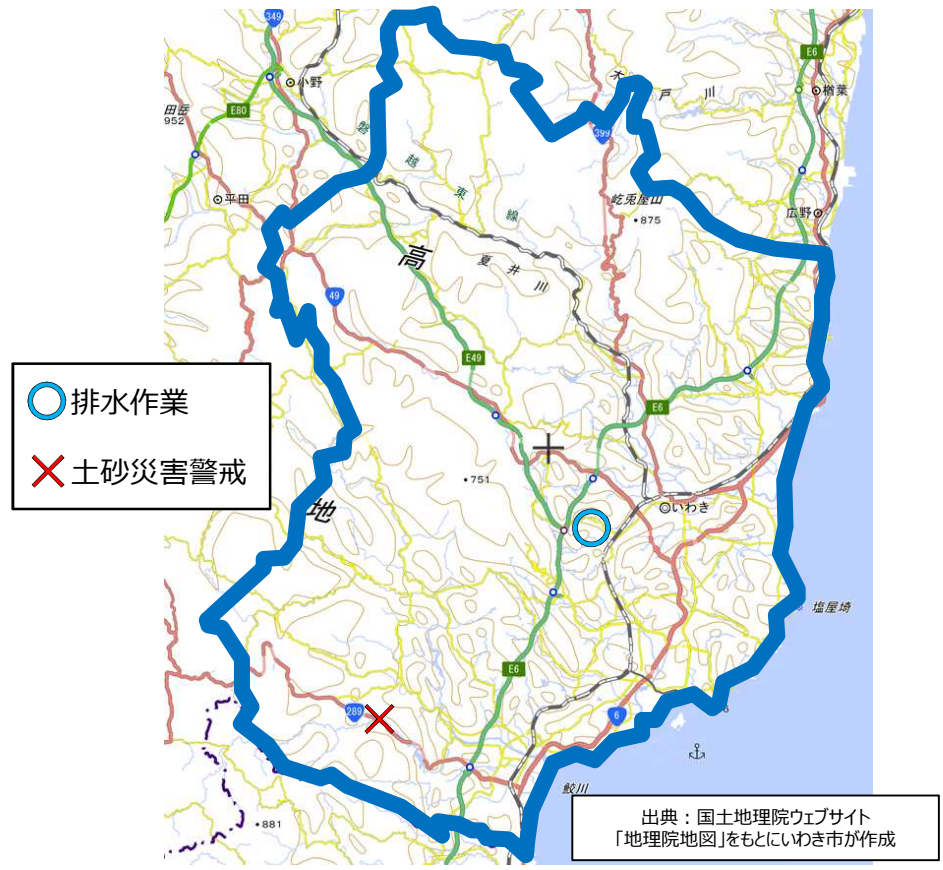 349
小野
E6
木
戸
川
楢葉
田岳
952
E80
399
磐
越
東
線
平田
乾兎屋山
875
広野
高
夏
井
川
49
E49
排水作業
土砂災害警戒
E6
751
いわき
地
塩屋埼
E6
289
6
鮫川
881
出典：国土地理院ウェブサイト
「地理院地図」をもとにいわき市が作成